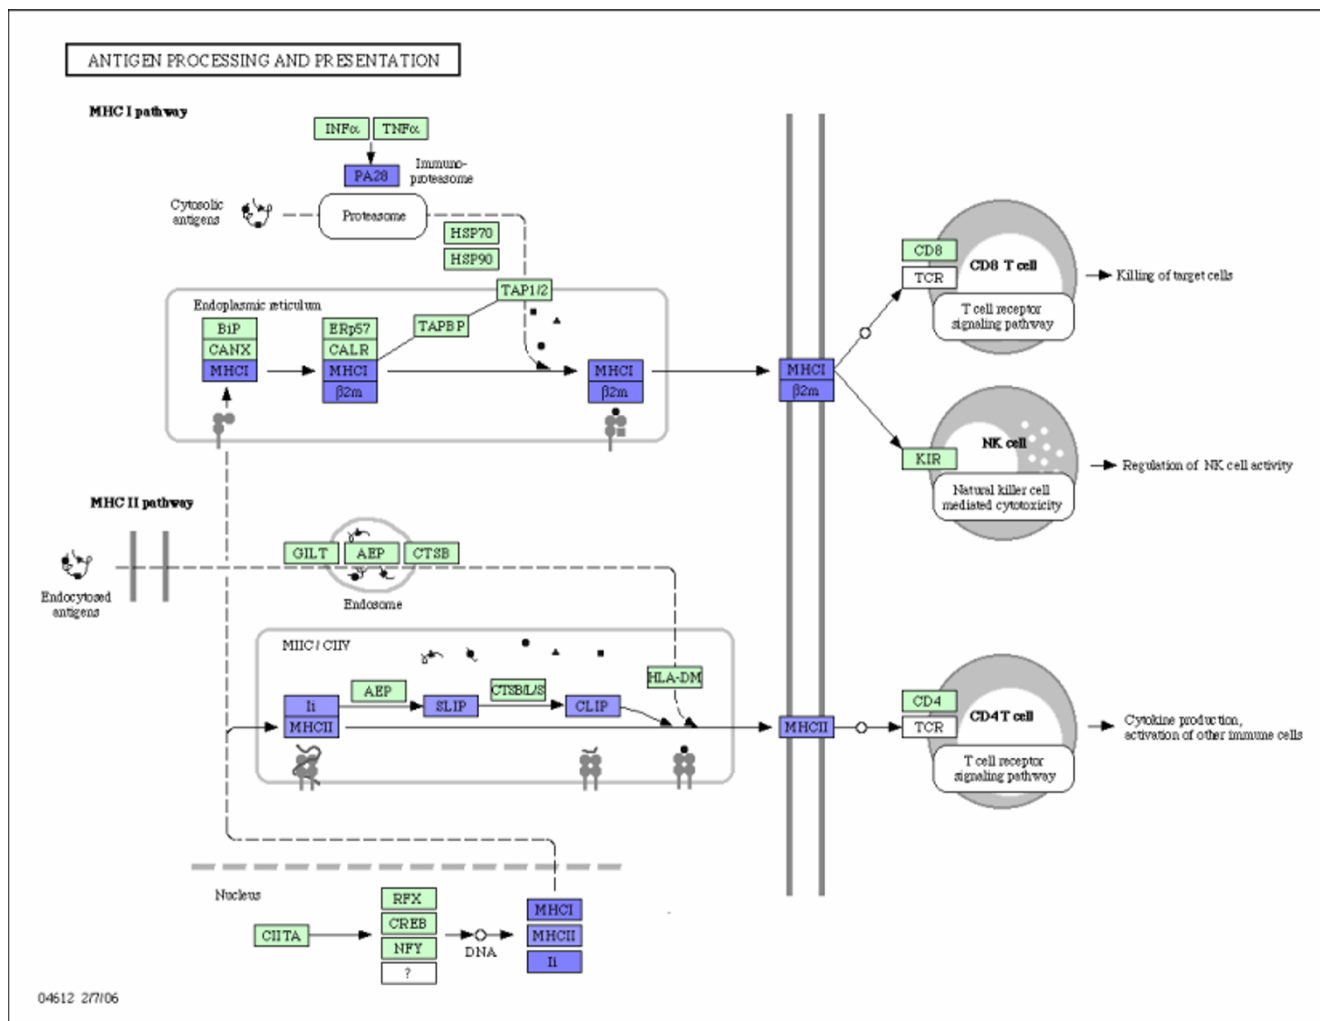 ANTIGEN PROCESSING AND PRESENTATION
MHC I pathway
INFα
TNFα
PA28
Immuno-
proteasome
Cytosolic
antigens
Proteasome
HSP70
HSP90
TAP1/2
Endoplasmic reticulum
BiP
CANX
MHCI
ERp57
CALR
MHCI
β2m
TAPBP
MHCI
β2m
MHCI
β2m
CD8
TCR
CD8 T cell
T cell receptor
signaling pathway
Killing of target cells
KIR
NK cell
Natural killer cell
mediated cytotoxicity
Regulation of NK cell activity
MHC II pathway
Endocytosed
antigens
GILT
AEP
CTSB
Endosome
MIIC / CIIV
Ii
MHCII
AEP
SLIP
CTSB/L/S
CLIP
HLA-DM
MHCII
CD4
TCR
CD4 T cell
T cell receptor
signaling pathway
Cytokine production,
activation of other immune cells
Nucleus
CIITA
RFX
CREB
NFY
?
DNA
MHCI
MHCII
Ii
04612 2/7/06